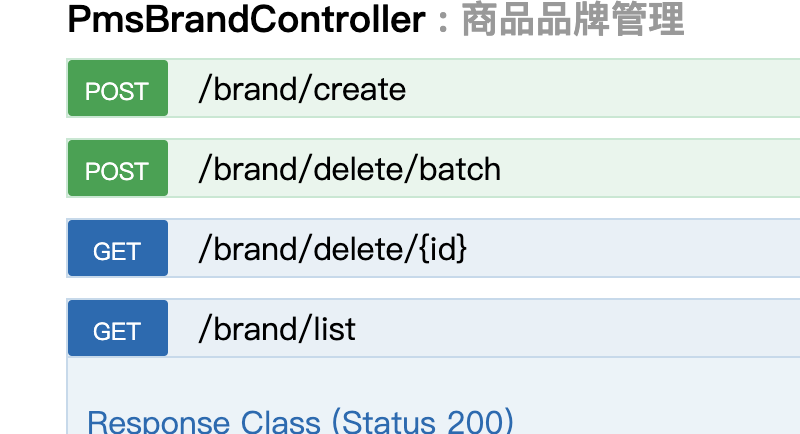 PmsBrandController : 商品品牌管理
POST /brand/create
POST /brand/delete/batch
GET /brand/delete/{id}
GET /brand/list
Response Class (Status 200)